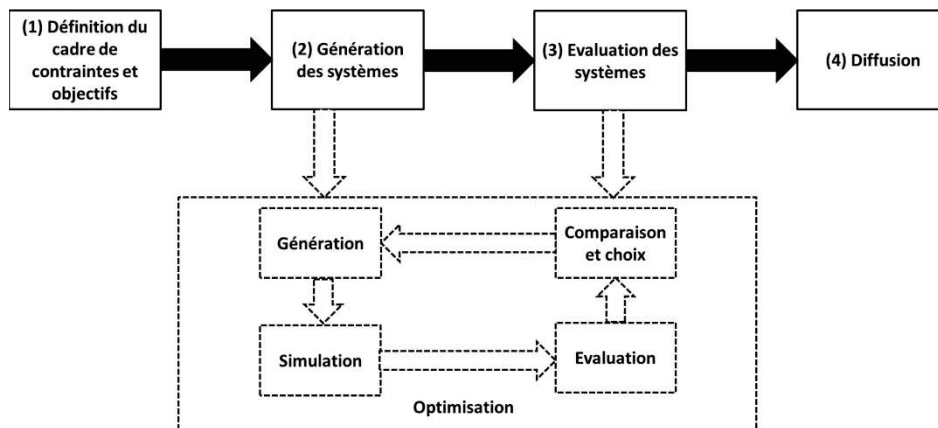 (1) Définition du
cadre de
contraintes et
objectifs
(2) Génération
des systèmes
(3) Evaluation des
systèmes
(4) Diffusion
Génération
Comparaison
et choix
Simulation
Evaluation
Optimisation